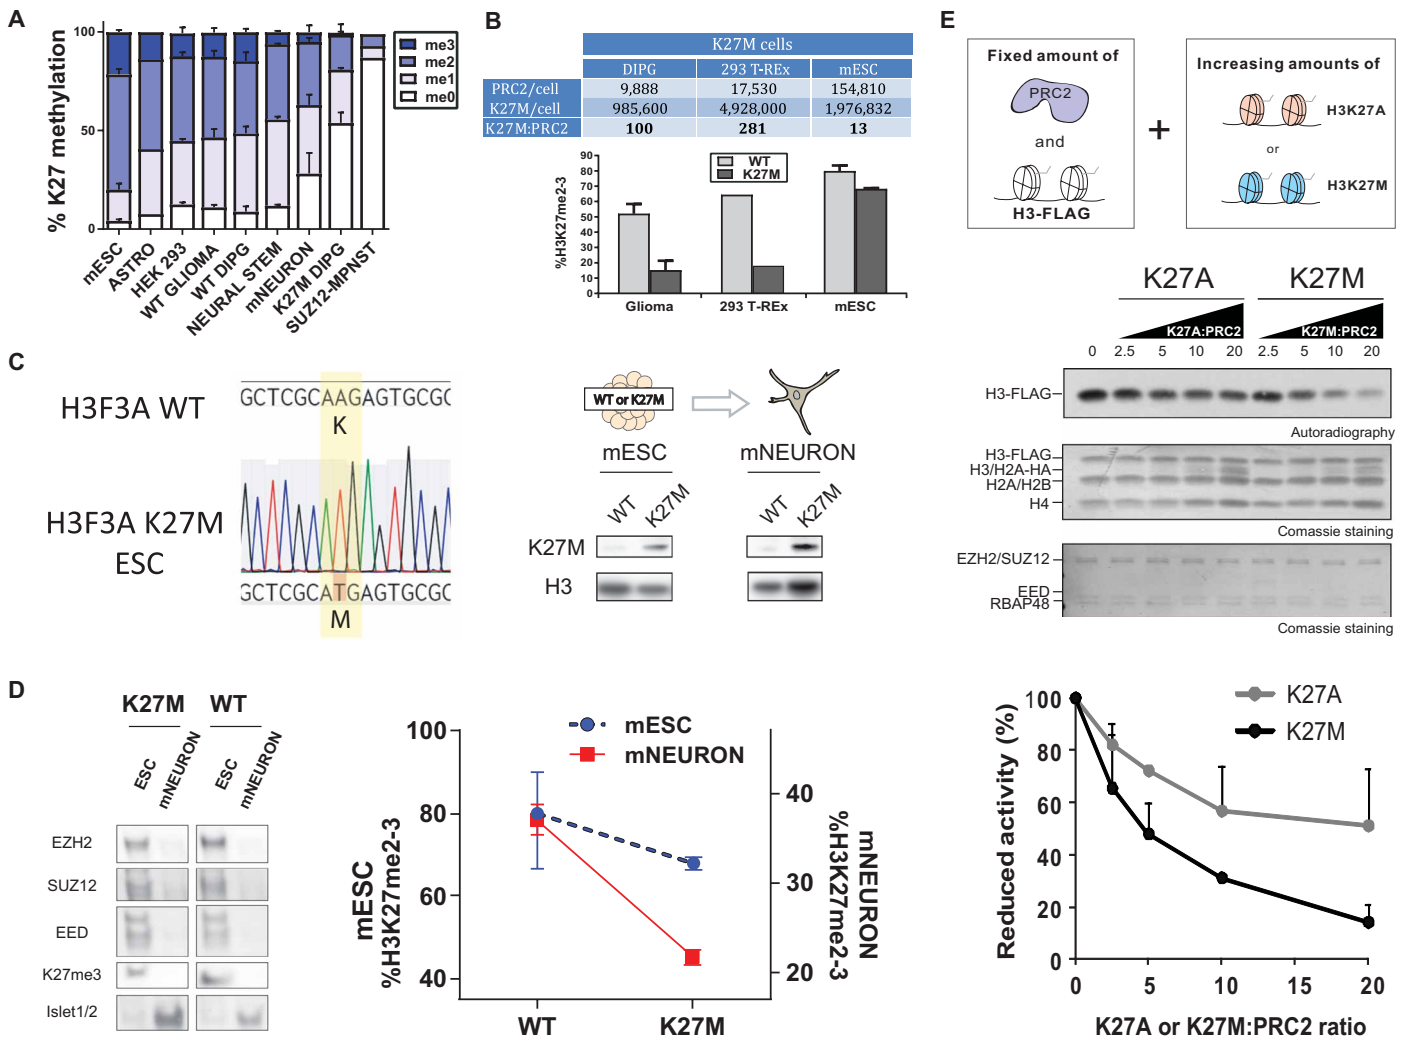 A
100
50
0
% K27 methylation
me3
me2
me1
me0
mESC
ASTRO
HEK 293
WT GLIOMA
WT DIPG
NEURAL STEM
mNEURON
K27M DIPG
SUZ12-MPNST
B
K27M cells
DIPG 293 T-REx mESC
PRC2/cell 9,888 17,530 154,810
K27M/cell 985,600 4,928,000 1,976,832
K27M:PRC2 100 281 13
%H3K27me2-3
90
80
70
60
50
40
30
20
10
0
WT
K27M
Glioma 293 T-REx mESC
C
H3F3A WT
GCTCGCAAGAGTGCGC
K
H3F3A K27M
ESC
GCTCGCATGAGTGCGC
M
WT or K27M
mESC mNEURON
WT K27M WT K27M
K27M
H3
D
K27M WT
ESC mNEURON ESC mNEURON
EZH2
SUZ12
EED
K27me3
Islet1/2
mESC
%H3K27me2-3
100
80
60
40
mESC
mNEURON
40
30
20
mNEURON
%H3K27me2-3
WT K27M
E
Fixed amount of
PRC2
and
H3-FLAG
+
Increasing amounts of
H3K27A
or
H3K27M
K27A K27M
K27A:PRC2 K27M:PRC2
0 2.5 5 10 20 2.5 5 10 20
H3-FLAG
Autoradiography
H3-FLAG
H3/H2A-HA
H2A/H2B
H4
Comassie staining
EZH2/SUZ12
EED
RBAP48
Comassie staining
Reduced activity (%)
100
80
60
40
20
0
K27A
K27M
0 5 10 15 20
K27A or K27M:PRC2 ratio